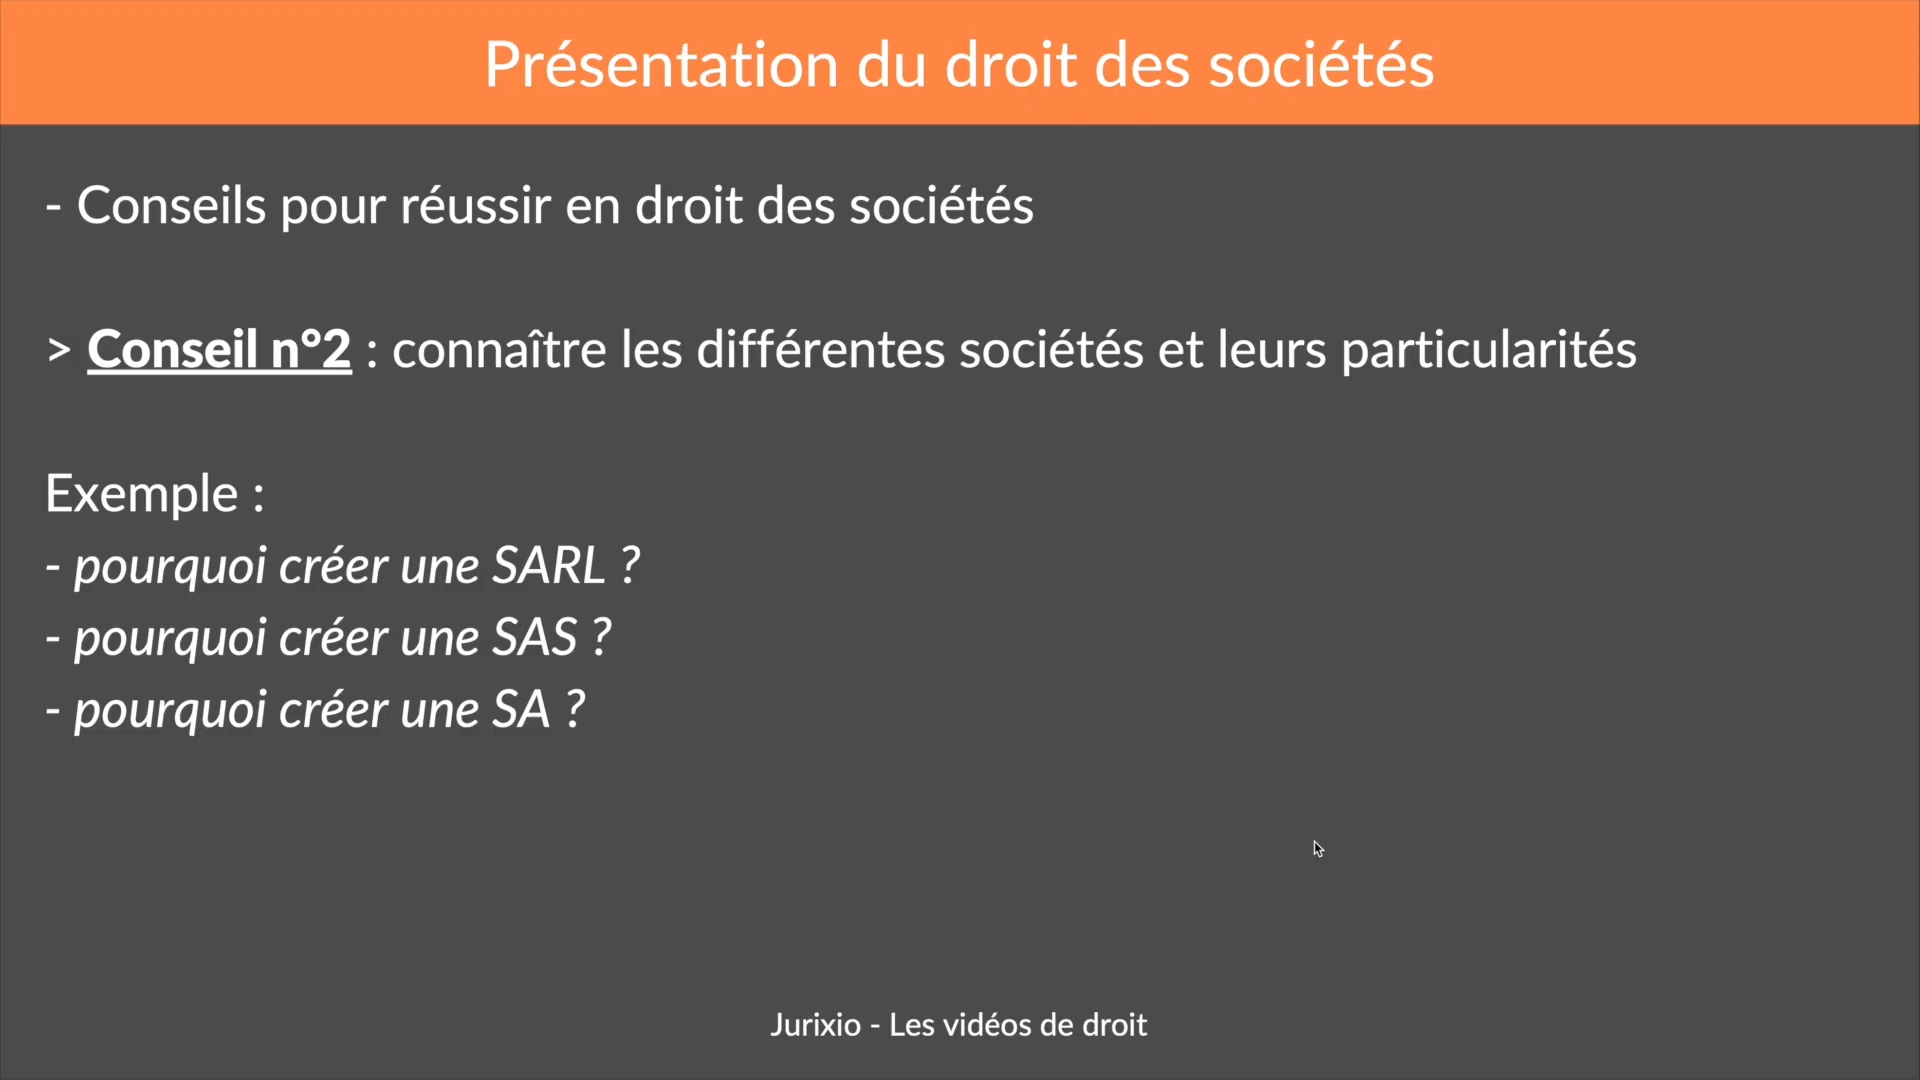 Présentation du droit des sociétés
- Conseils pour réussir en droit des sociétés
> Conseil n°2 : connaître les différentes sociétés et leurs particularités
Exemple :
- pourquoi créer une SARL ?
- pourquoi créer une SAS ?
- pourquoi créer une SA ?
Jurixio - Les vidéos de droit